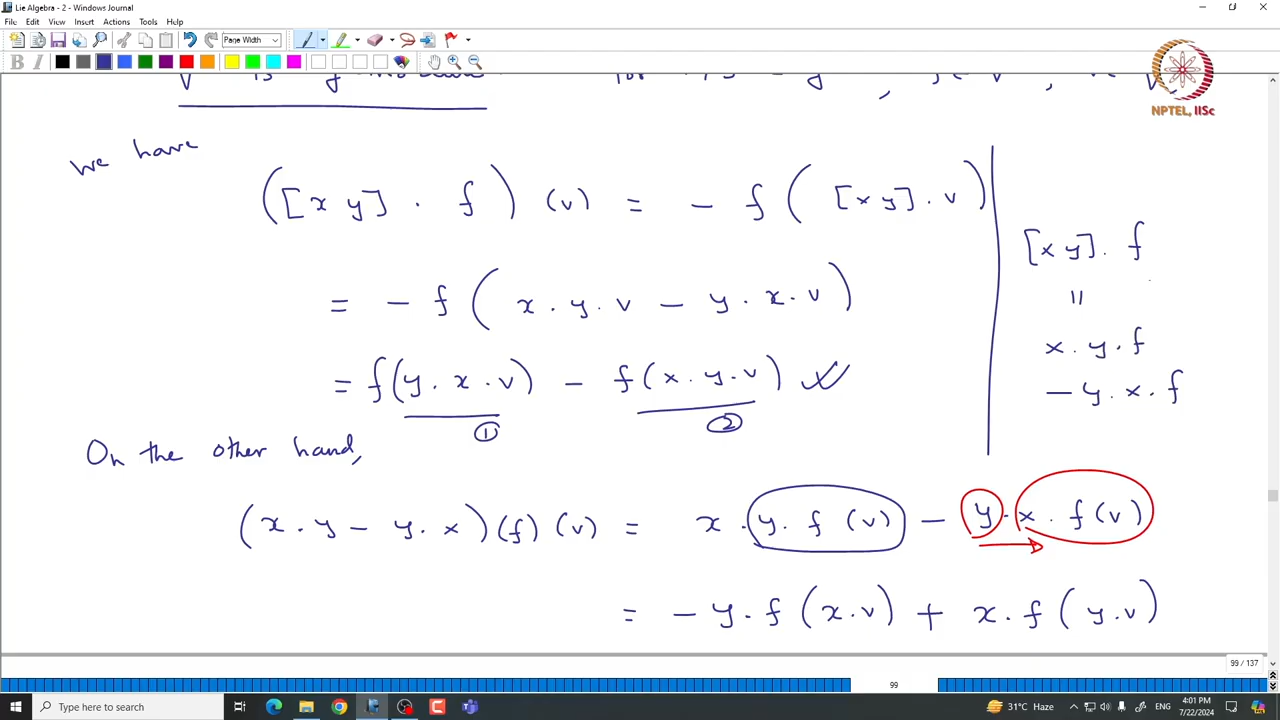 Lie Algebra - 2 - Windows Journal
File Edit View Insert Actions Tools Help
Page Width
B I
NPTEL, IISc
V is
we have
([x y] . f) (v) = - f ([x y] . v)
= - f (x . y . v - y . x . v)
= f(y . x . v) - f(x . y . v)
① ②
[x y] . f
=
x . y . f
- y . x . f
On the other hand,
(x . y - y . x) (f) (v) = x . y . f (v) - y . x . f (v)
= - y . f (x . v) + x . f (y . v)
99 / 137
99
Type here to search
31°C Haze
4:01 PM
7/22/2024